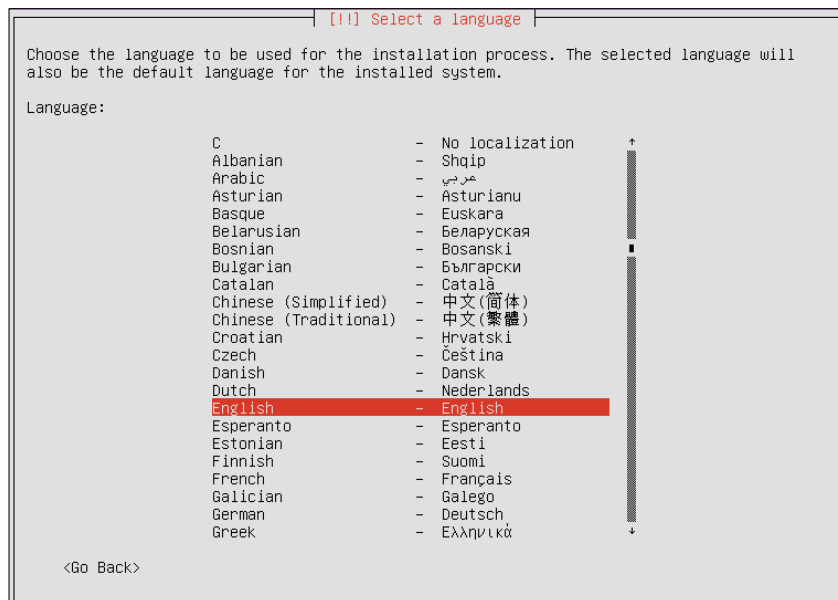 [!!] Select a language
Choose the language to be used for the installation process. The selected language will
also be the default language for the installed system.
Language:
C - No localization
Albanian - Shqip
Arabic - عربي
Asturian - Asturianu
Basque - Euskara
Belarusian - Беларуская
Bosnian - Bosanski
Bulgarian - Български
Catalan - Català
Chinese (Simplified) - 中文(简体)
Chinese (Traditional) - 中文(繁體)
Croatian - Hrvatski
Czech - Čeština
Danish - Dansk
Dutch - Nederlands
English - English
Esperanto - Esperanto
Estonian - Eesti
Finnish - Suomi
French - Français
Galician - Galego
German - Deutsch
Greek - Ελληνικά
<Go Back>